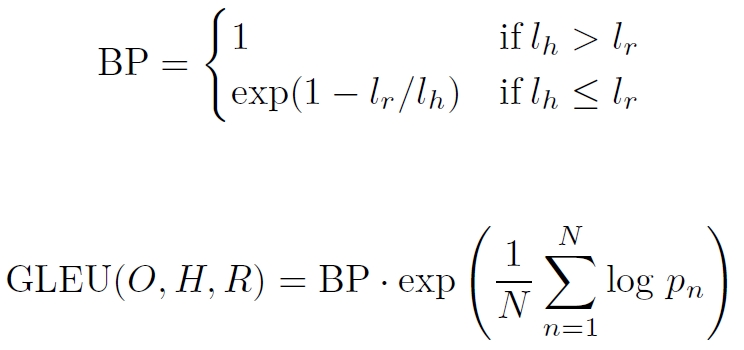 BP = { 1 if l_h > l_r
exp(1 − l_r/l_h) if l_h ≤ l_r
GLEU(O, H, R) = BP · exp ( 1/N ∑_{n=1}^{N} log p_n )